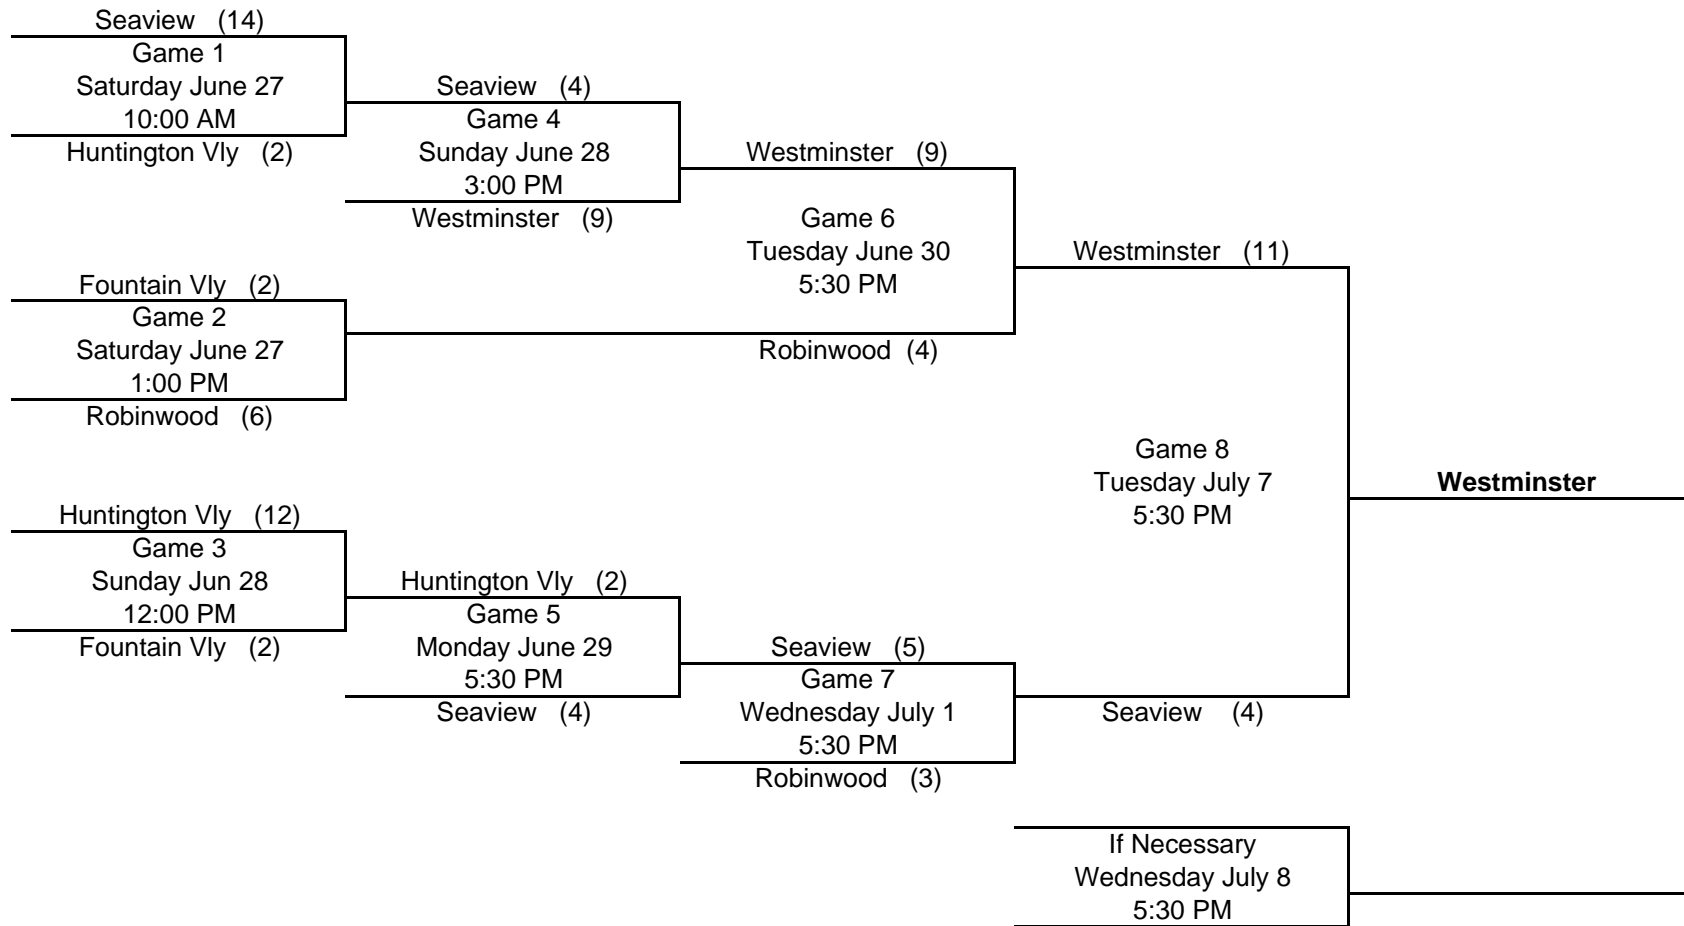 Seaview (14)
Game 1
Saturday June 27
10:00 AM
Huntington Vly (2)
Seaview (4)
Game 4
Sunday June 28
3:00 PM
Westminster (9)
Westminster (9)
Game 6
Tuesday June 30
5:30 PM
Robinwood (4)
Westminster (11)
Fountain Vly (2)
Game 2
Saturday June 27
1:00 PM
Robinwood (6)
Game 8
Tuesday July 7
5:30 PM
Westminster
Huntington Vly (12)
Game 3
Sunday Jun 28
12:00 PM
Fountain Vly (2)
Huntington Vly (2)
Game 5
Monday June 29
5:30 PM
Seaview (4)
Seaview (5)
Game 7
Wednesday July 1
5:30 PM
Robinwood (3)
Seaview (4)
If Necessary
Wednesday July 8
5:30 PM